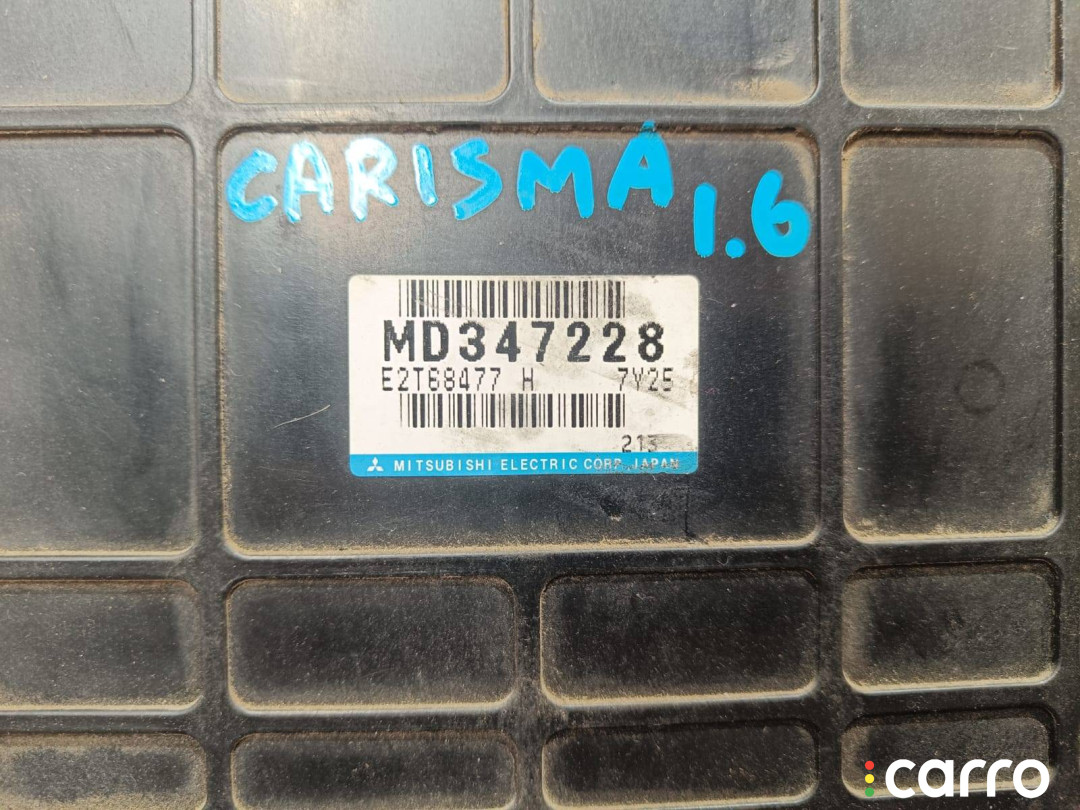 CARISMA 1.6
MD347228
E2T68477 H 7Y25
213
MITSUBISHI ELECTRIC CORP. JAPAN
carro